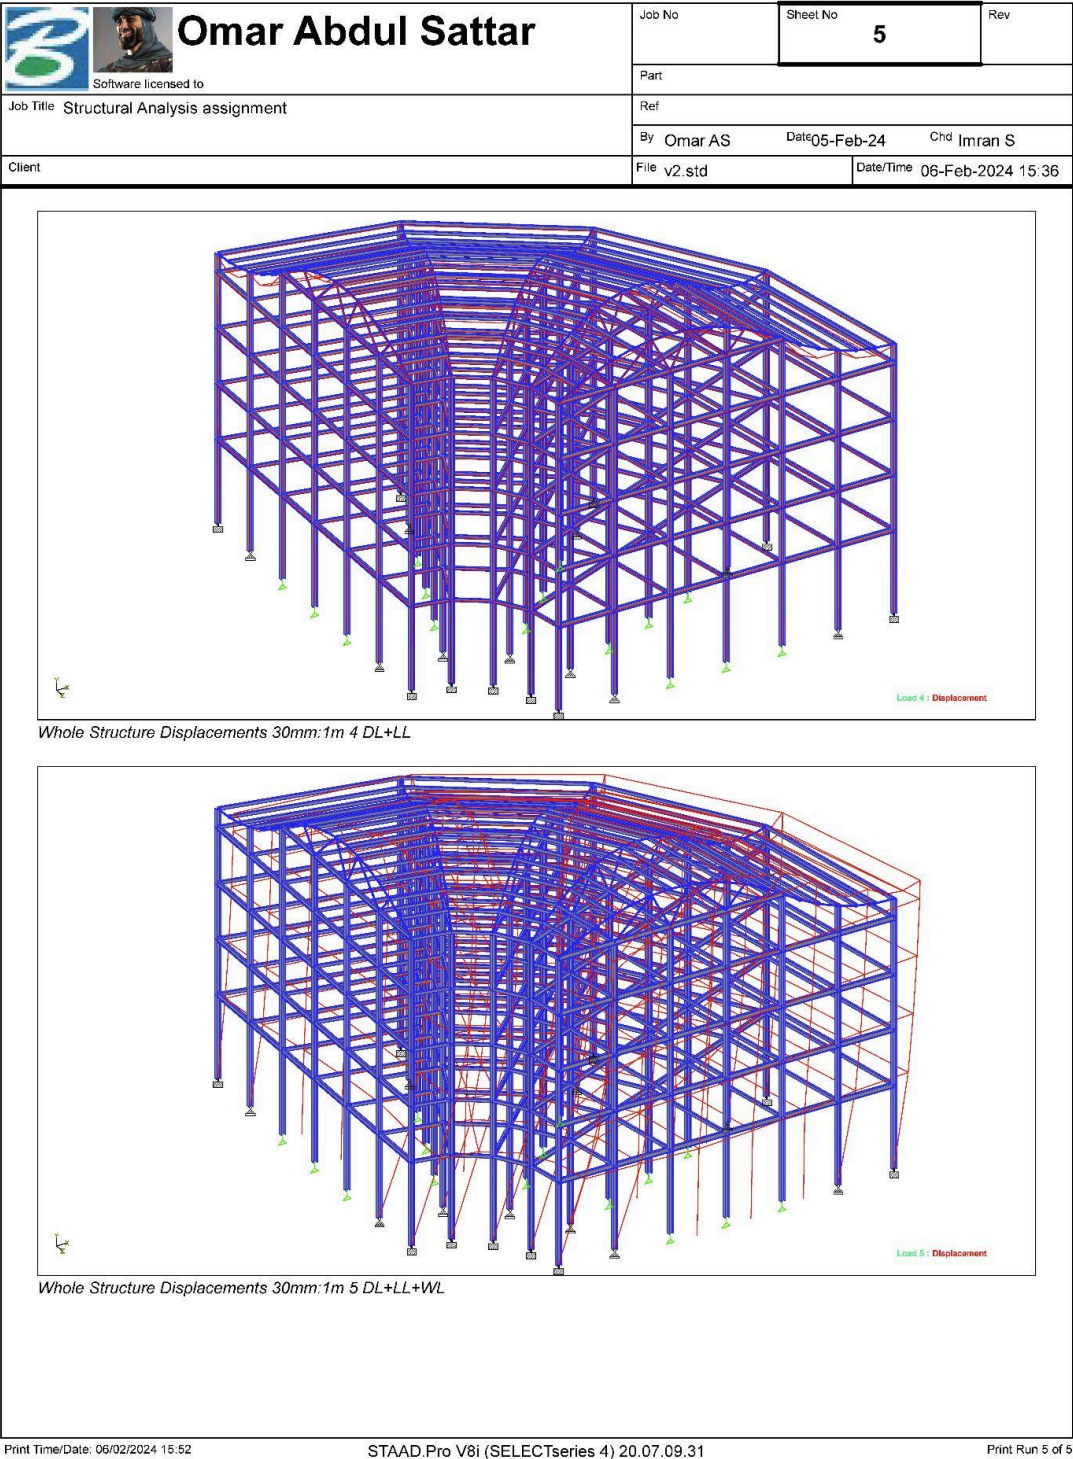 Omar Abdul Sattar
Software licensed to
Job No
Sheet No
5
Rev
Part
Job Title Structural Analysis assignment
Ref
By Omar AS Date05-Feb-24 Chd Imran S
Client
File v2.std Date/Time 06-Feb-2024 15:36
Load 4 : Displacement
Whole Structure Displacements 30mm:1m 4 DL+LL
Load 5 : Displacement
Whole Structure Displacements 30mm:1m 5 DL+LL+WL
Print Time/Date: 06/02/2024 15:52 STAAD.Pro V8i (SELECTseries 4) 20.07.09.31 Print Run 5 of 5